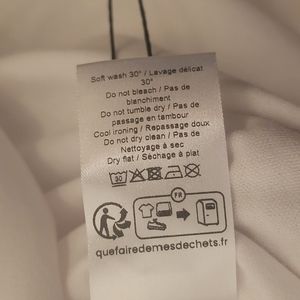 Soft wash 30° / Lavage délicat
30°
Do not bleach / Pas de
blanchiment
Do not tumble dry / Pas de
passage en tambour
Cool ironing / Repassage doux
Do not dry clean / Pas de
Nettoyage à sec
Dry flat / Séchage à plat
30
FR
quefairedemesdechets.fr